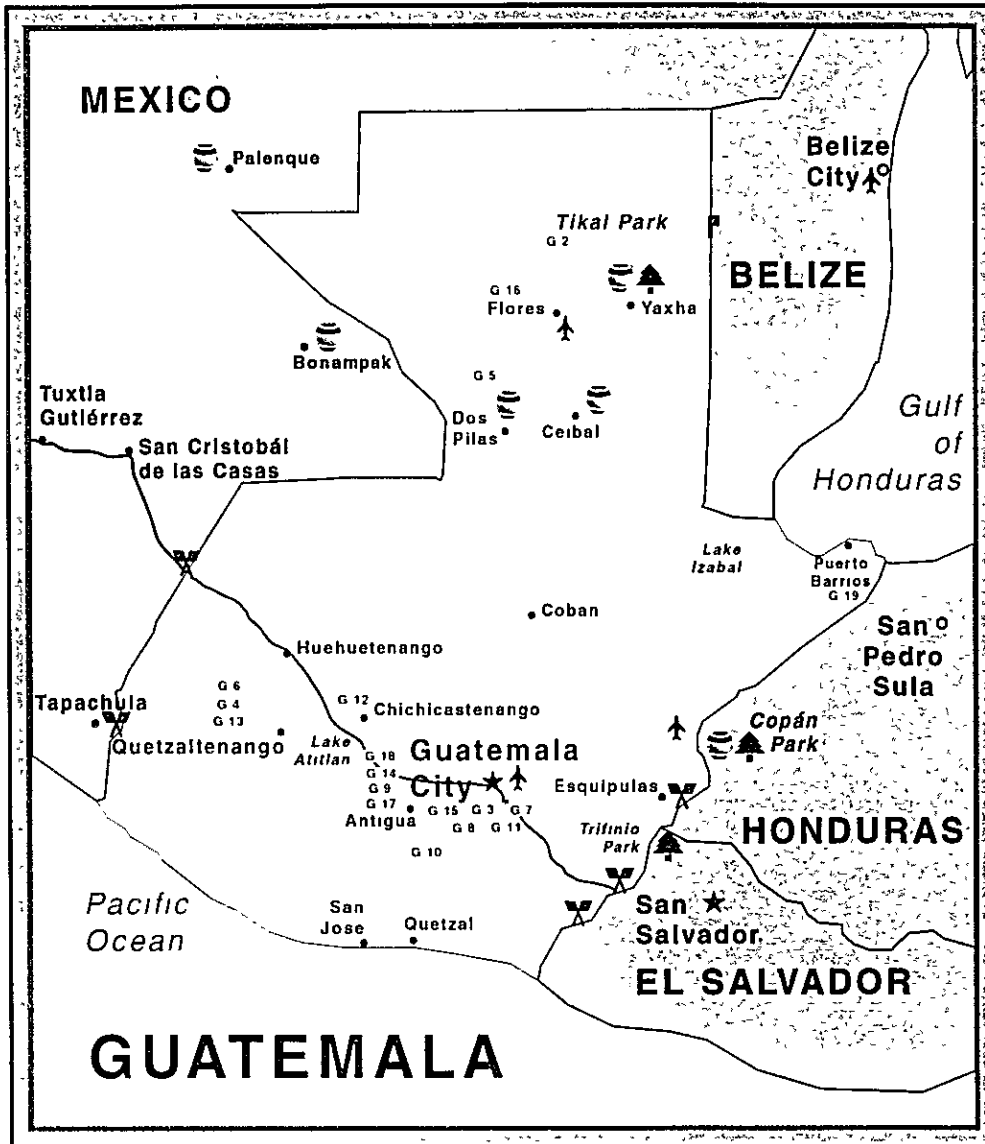 MEXICO
Palenque
Belize
City
Tikal Park
G 2
BELIZE
G 16
Flores
Yaxha
Bonampak
G 5
Tuxtla
Gutiérrez
Dos
Pilas
Ceibal
Gulf
of
Honduras
San Cristobál
de las Casas
Lake
Izabal
Puerto
Barrios
G 19
Coban
San
Pedro
Sula
Huehuetenango
G 6
G 4
G 13
G 12
Chichicastenango
Tapachula
Quetzaltenango
Lake
Atitlan
Copán
Park
G 18
G 14
G 9
G 17
Guatemala
City
Esquipulas
Antigua
G 15
G 3
G 7
G 8
G 11
G 10
Trifinio
Park
HONDURAS
Pacific
Ocean
San
Jose
Quetzal
San
Salvador
EL SALVADOR
GUATEMALA